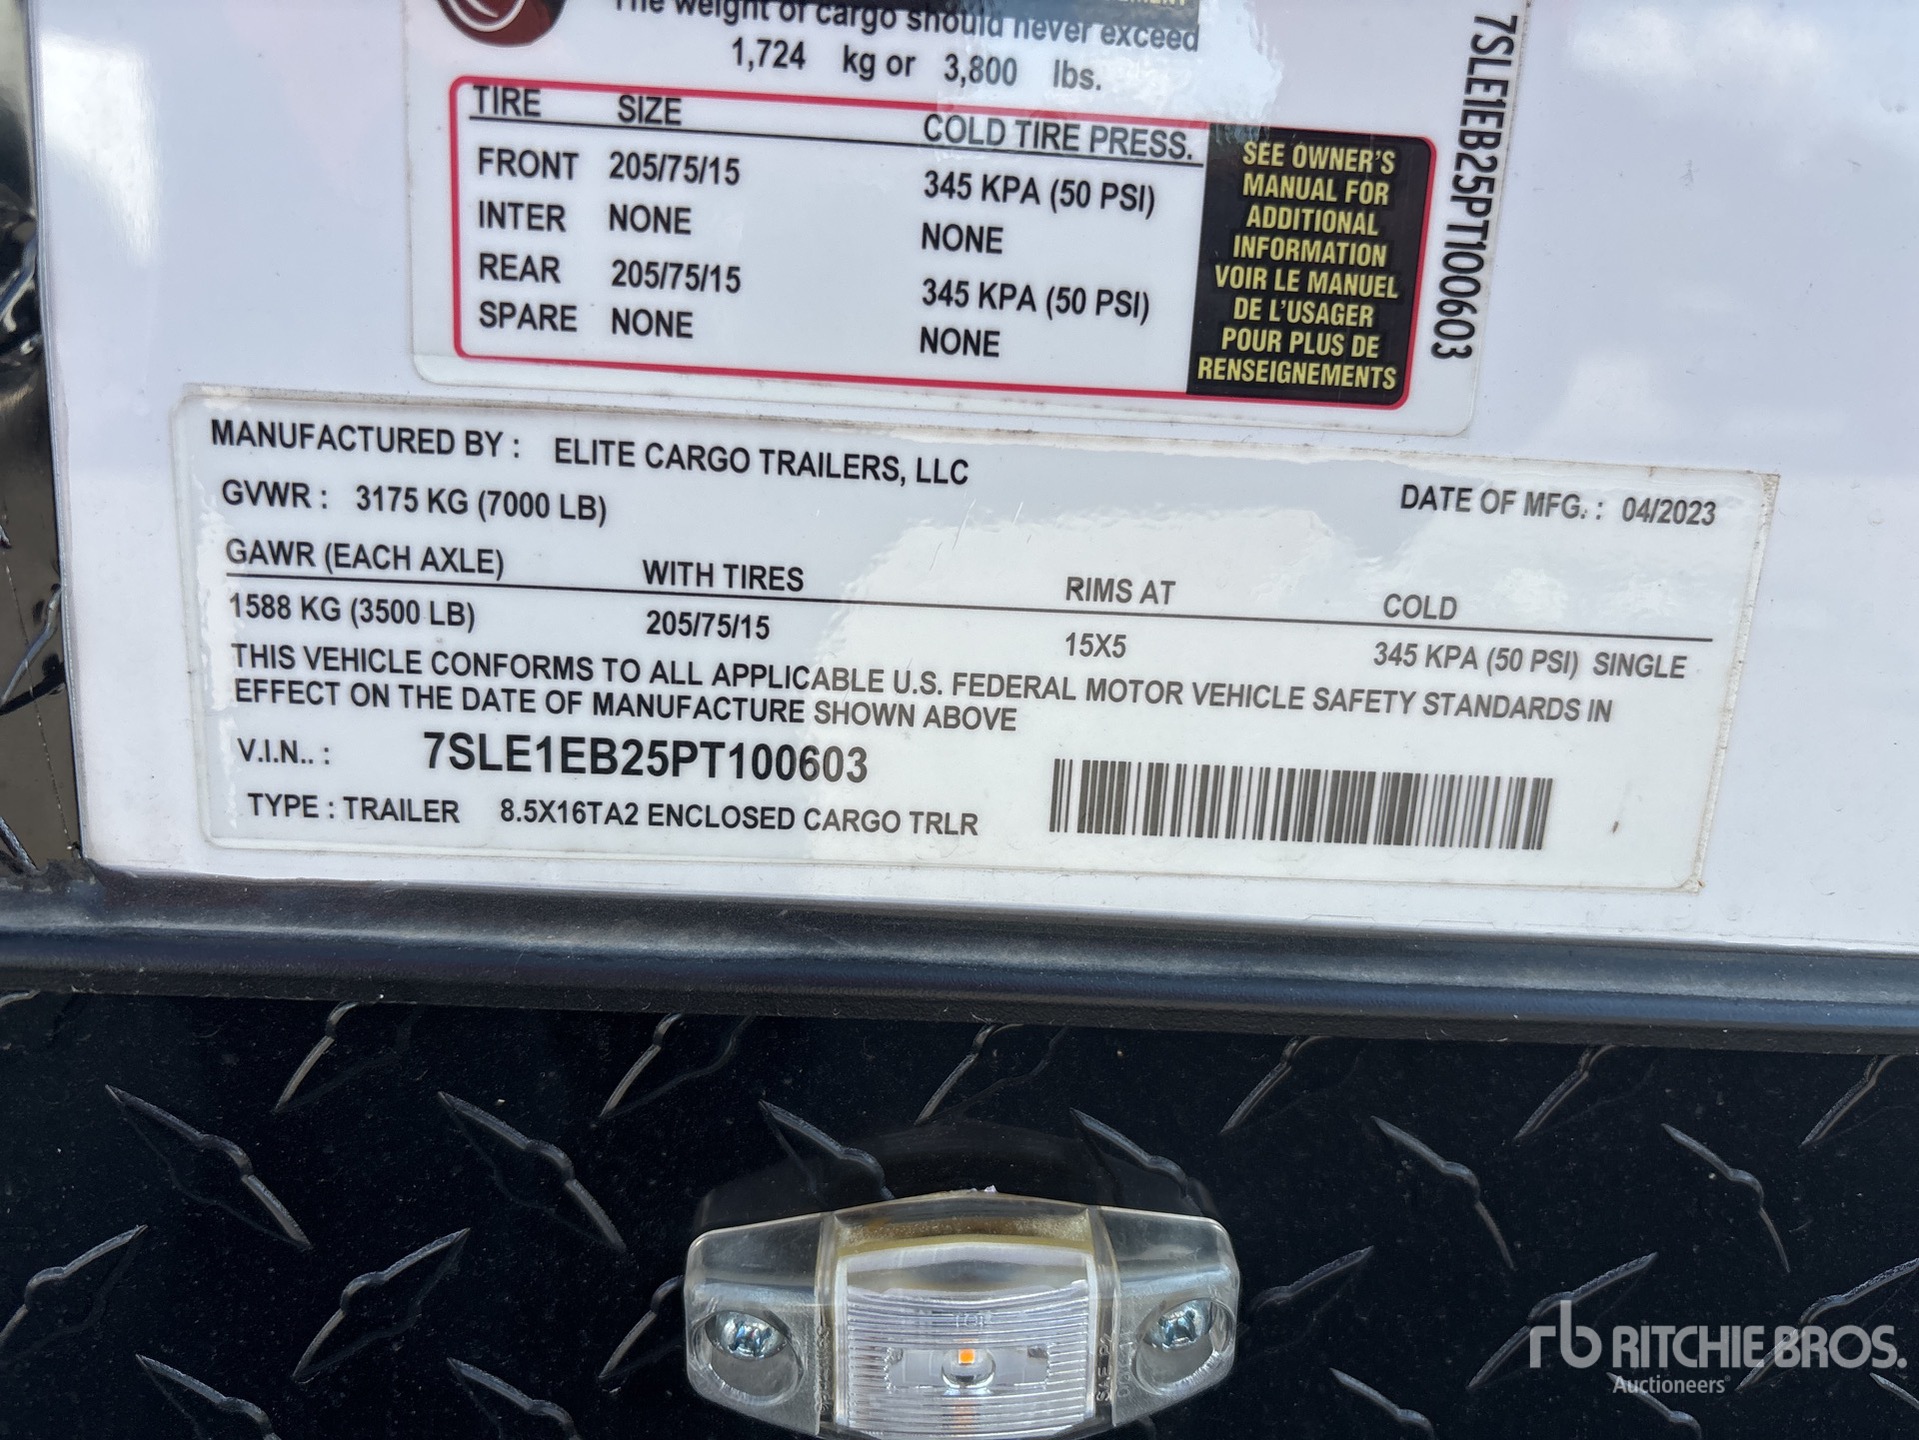 The weight of cargo should never exceed
1,724 kg or 3,800 lbs.
TIRE SIZE COLD TIRE PRESS.
FRONT 205/75/15 345 KPA (50 PSI)
INTER NONE NONE
REAR 205/75/15 345 KPA (50 PSI)
SPARE NONE NONE
SEE OWNER'S
MANUAL FOR
ADDITIONAL
INFORMATION
VOIR LE MANUEL
DE L'USAGER
POUR PLUS DE
RENSEIGNEMENTS
7SLE1EB25PT100603
MANUFACTURED BY : ELITE CARGO TRAILERS, LLC
GVWR : 3175 KG (7000 LB) DATE OF MFG. : 04/2023
GAWR (EACH AXLE) WITH TIRES RIMS AT COLD
1588 KG (3500 LB) 205/75/15 15X5 345 KPA (50 PSI) SINGLE
THIS VEHICLE CONFORMS TO ALL APPLICABLE U.S. FEDERAL MOTOR VEHICLE SAFETY STANDARDS IN
EFFECT ON THE DATE OF MANUFACTURE SHOWN ABOVE
V.I.N.. : 7SLE1EB25PT100603
TYPE : TRAILER 8.5X16TA2 ENCLOSED CARGO TRLR
rb RITCHIE BROS.
Auctioneers